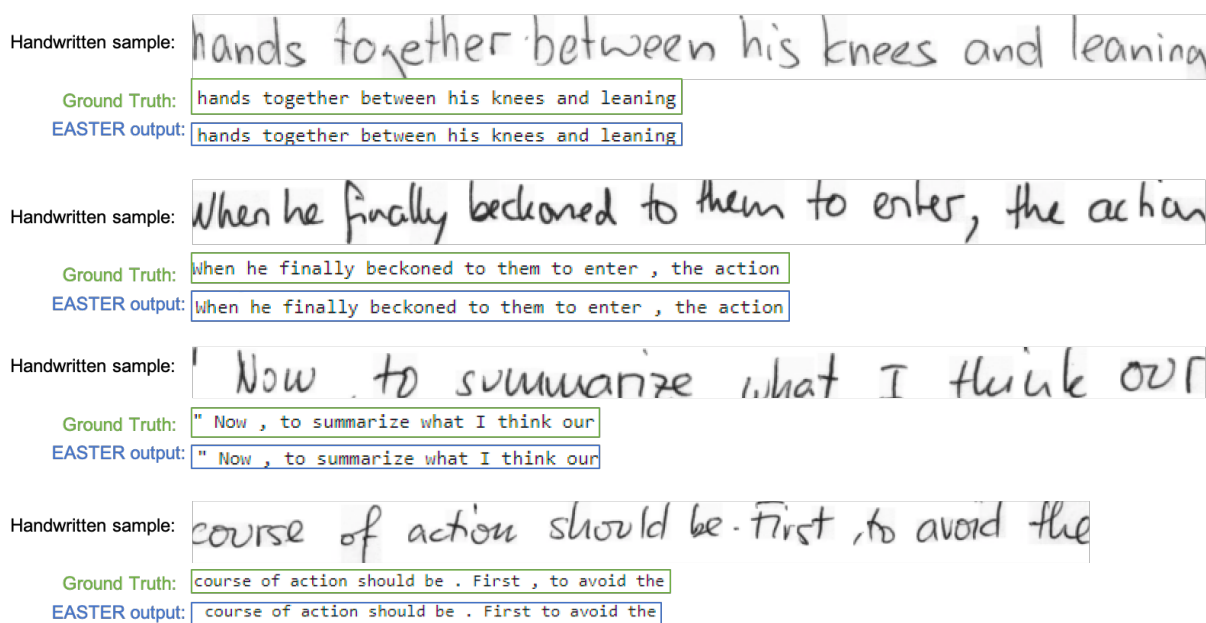 Handwritten sample: hands together between his knees and leaning
Ground Truth: hands together between his knees and leaning
EASTER output: hands together between his knees and leaning
Handwritten sample: When he finally beckoned to them to enter, the action
Ground Truth: When he finally beckoned to them to enter , the action
EASTER output: When he finally beckoned to them to enter , the action
Handwritten sample: ' Now, to summarize what I think our
Ground Truth: " Now , to summarize what I think our
EASTER output: " Now , to summarize what I think our
Handwritten sample: course of action should be. First, to avoid the
Ground Truth: course of action should be . First , to avoid the
EASTER output: course of action should be . First to avoid the